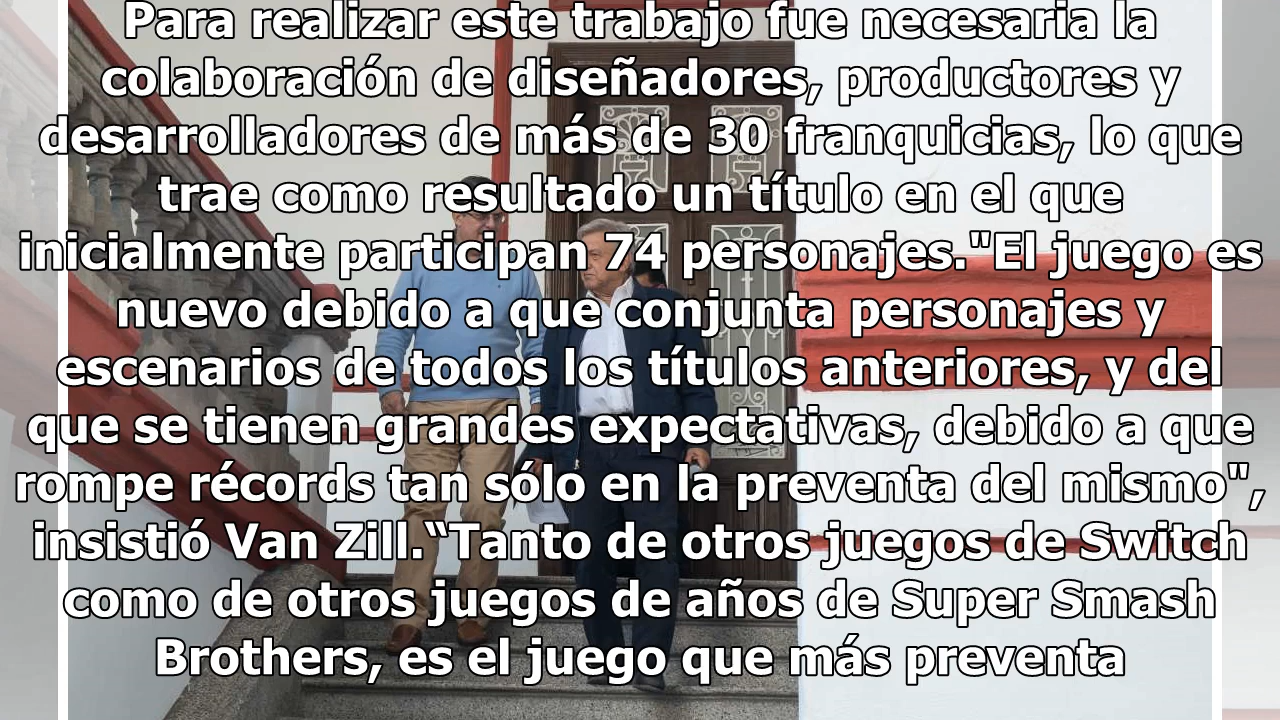 Para realizar este trabajo fue necesaria la
colaboración de diseñadores, productores y
desarrolladores de más de 30 franquicias, lo que
trae como resultado un título en el que
inicialmente participan 74 personajes."El juego es
nuevo debido a que conjunta personajes y
escenarios de todos los títulos anteriores, y del
que se tienen grandes expectativas, debido a que
rompe récords tan sólo en la preventa del mismo",
insistió Van Zill.“Tanto de otros juegos de Switch
como de otros juegos de años de Super Smash
Brothers, es el juego que más preventa